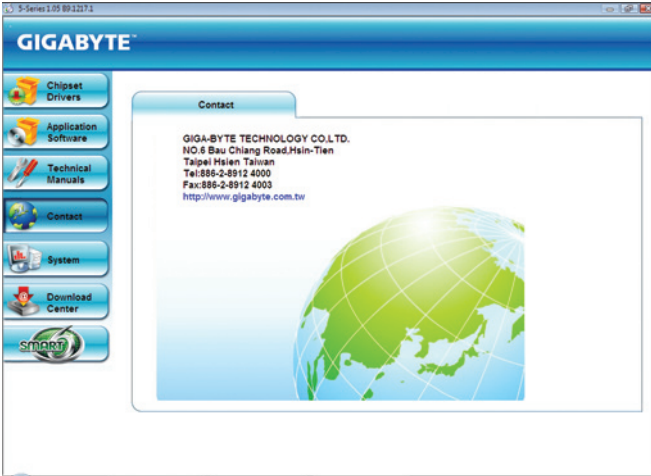 5-Series 1.05 B9.1217.1
GIGABYTE™
Chipset
Drivers
Application
Software
Technical
Manuals
Contact
System
Download
Center
SMART
Contact
GIGA-BYTE TECHNOLOGY CO.LTD.
NO.6 Bau Chiang Road,Hsin-Tien
Taipei Hsien Taiwan
Tel:886-2-8912 4000
Fax:886-2-8912 4003
http://www.gigabyte.com.tw